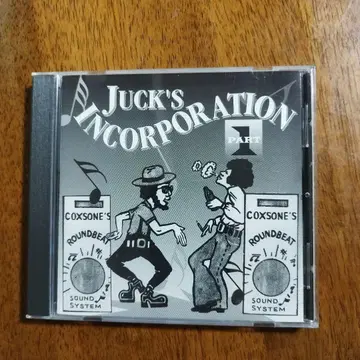 JUCK'S
INCORPORATION
PART
1
COXSONE'S
ROUNDBEAT
SOUND
SYSTEM
COXSONE'S
ROUNDBEAT
SOUND
SYSTEM